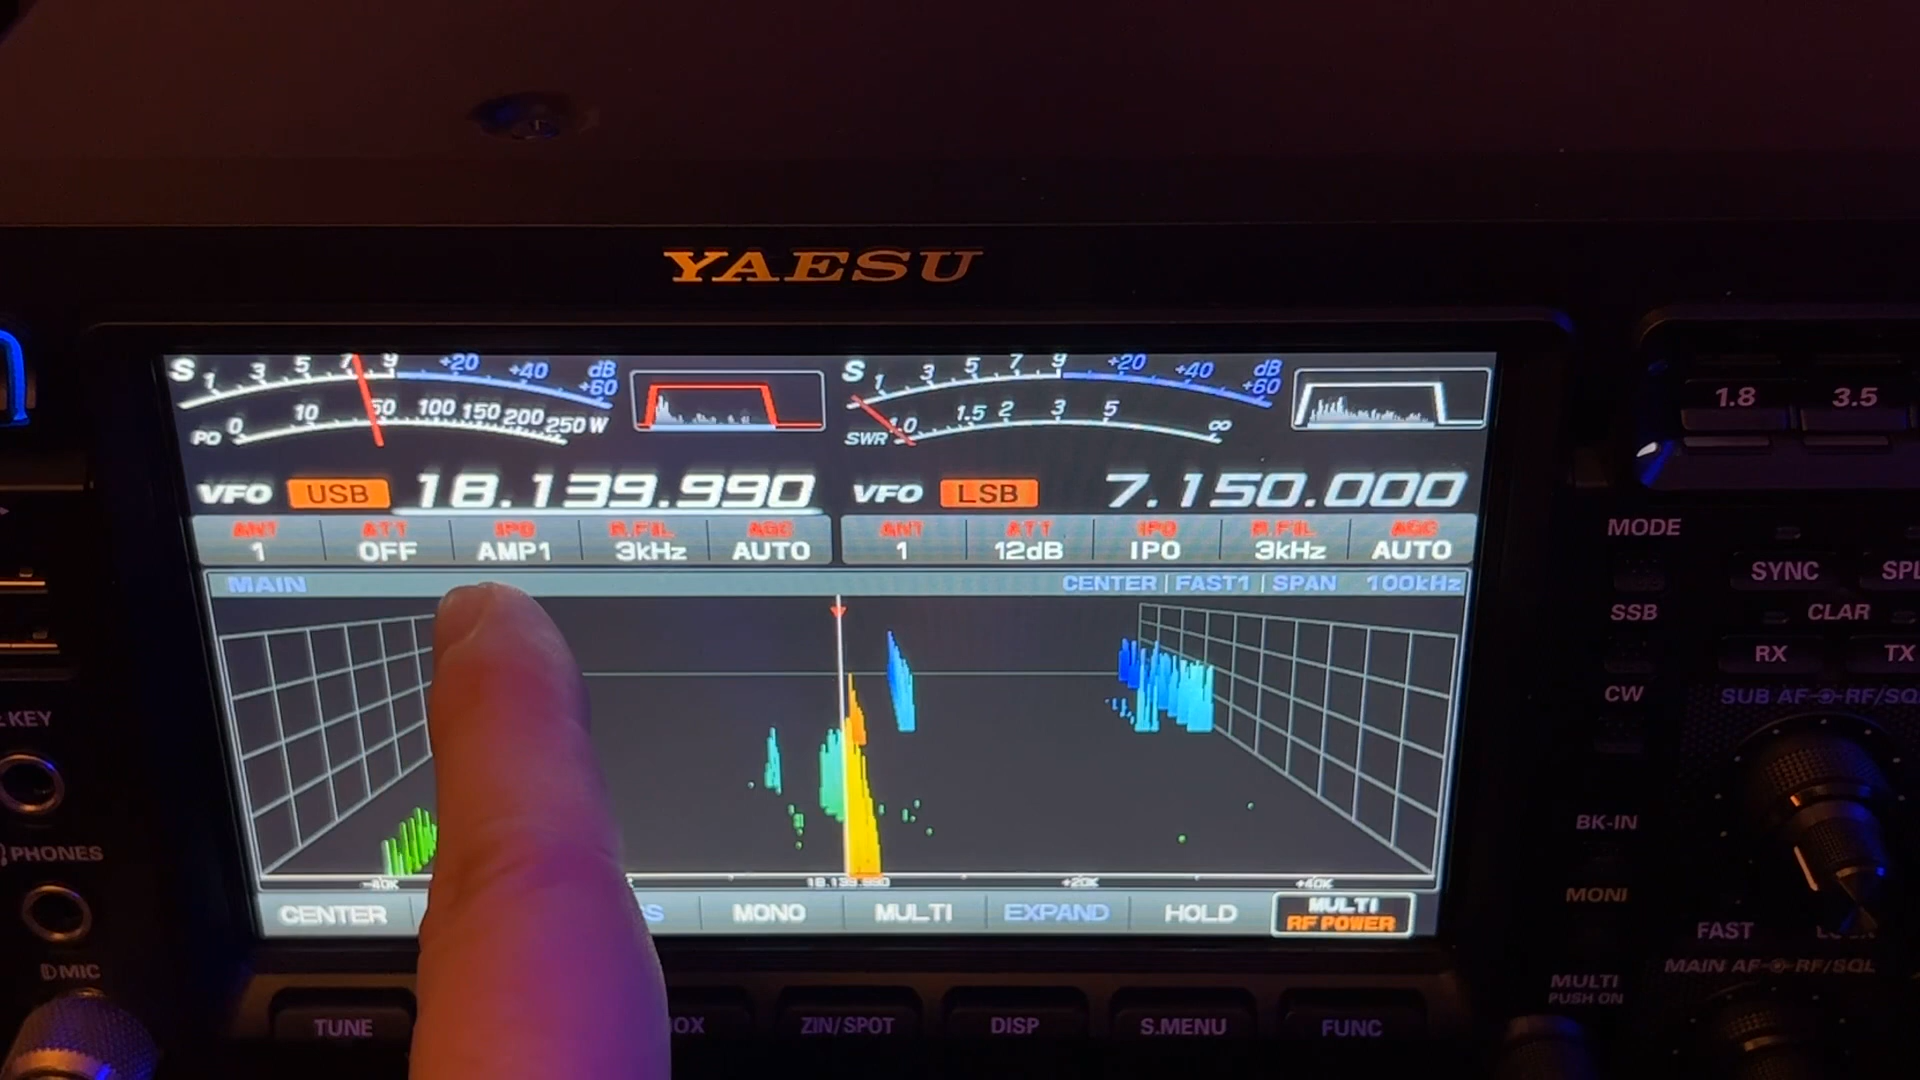 YAESU
S 1 3 5 7 9 +20 +40 +60 dB
PO 0 10 50 100 150 200 250 W
S 1 3 5 7 9 +20 +40 +60 dB
SWR 1.0 1.5 2 3 5 ∞
VFO USB 18.139.990
VFO LSB 7.150.000
ANT ATT IPO R.FIL AGC
1 OFF AMP1 3kHz AUTO
ANT ATT IPO R.FIL AGC
1 12dB IPO 3kHz AUTO
MAIN
CENTER | FAST1 | SPAN 100kHz
-40K 18.139.990 +20K +40K
CENTER MONO MULTI EXPAND HOLD
MULTI
RF POWER
TUNE ZIN/SPOT DISP S.MENU FUNC
KEY
PHONES
MIC
1.8 3.5
MODE
SYNC
SSB
CLAR
RX TX
CW
SUB AF RF/SQ
BK-IN
MONI
FAST
MAIN AF RF/SQL
MULTI
PUSH ON